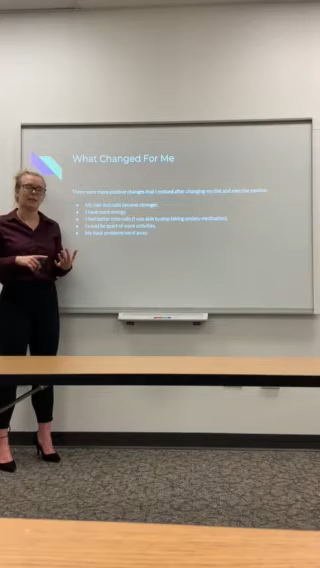 What Changed For Me
There were many positive changes that I noticed after changing my diet and exercise routine.
My hair and nails became stronger.
I have more energy.
I feel better internally (I was able to stop taking anxiety medication).
I could be apart of more activities.
My back problems went away.